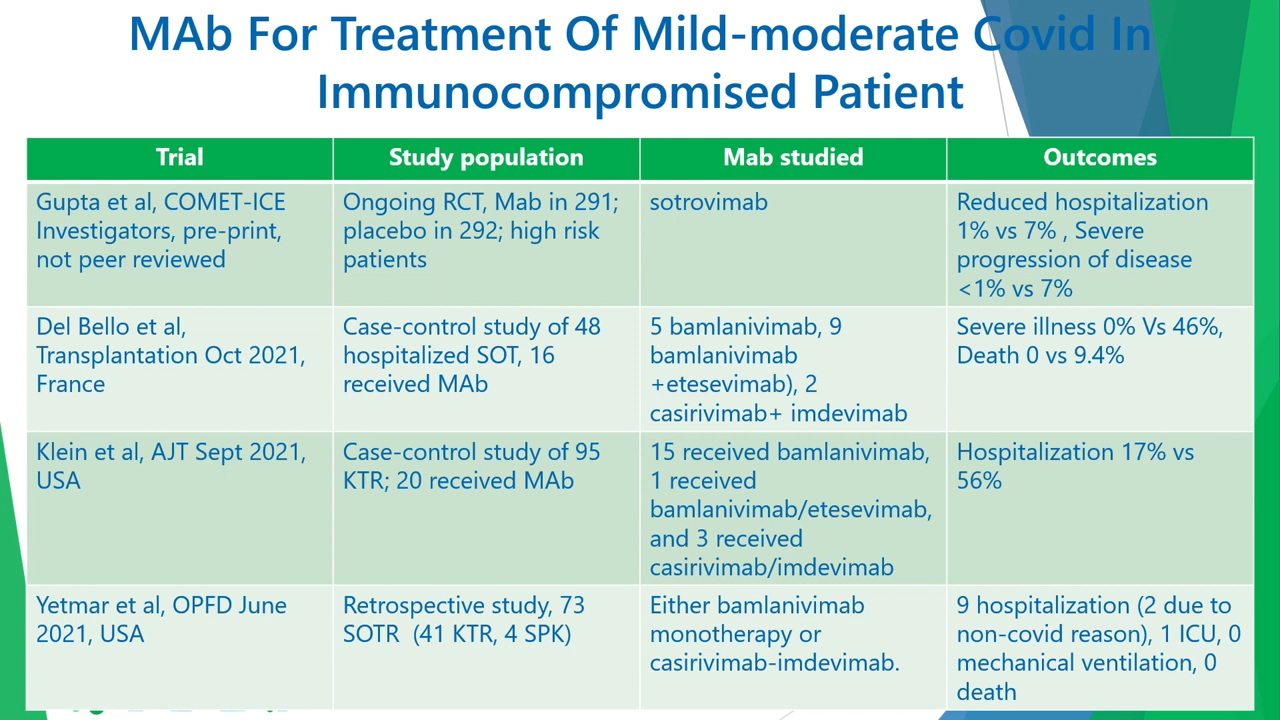 MAb For Treatment Of Mild-moderate Covid In
Immunocompromised Patient
Trial
Study population
Mab studied
Outcomes
Gupta et al, COMET-ICE
Investigators, pre-print,
not peer reviewed
Ongoing RCT, Mab in 291;
placebo in 292; high risk
patients
sotrovimab
Reduced hospitalization
1% vs 7% , Severe
progression of disease
<1% vs 7%
Del Bello et al,
Transplantation Oct 2021,
France
Case-control study of 48
hospitalized SOT, 16
received MAb
5 bamlanivimab, 9
bamlanivimab
+etesevimab), 2
casirivimab+ imdevimab
Severe illness 0% Vs 46%,
Death 0 vs 9.4%
Klein et al, AJT Sept 2021,
USA
Case-control study of 95
KTR; 20 received MAb
15 received bamlanivimab,
1 received
bamlanivimab/etesevimab,
and 3 received
casirivimab/imdevimab
Hospitalization 17% vs
56%
Yetmar et al, OPFD June
2021, USA
Retrospective study, 73
SOTR (41 KTR, 4 SPK)
Either bamlanivimab
monotherapy or
casirivimab-imdevimab.
9 hospitalization (2 due to
non-covid reason), 1 ICU, 0
mechanical ventilation, 0
death